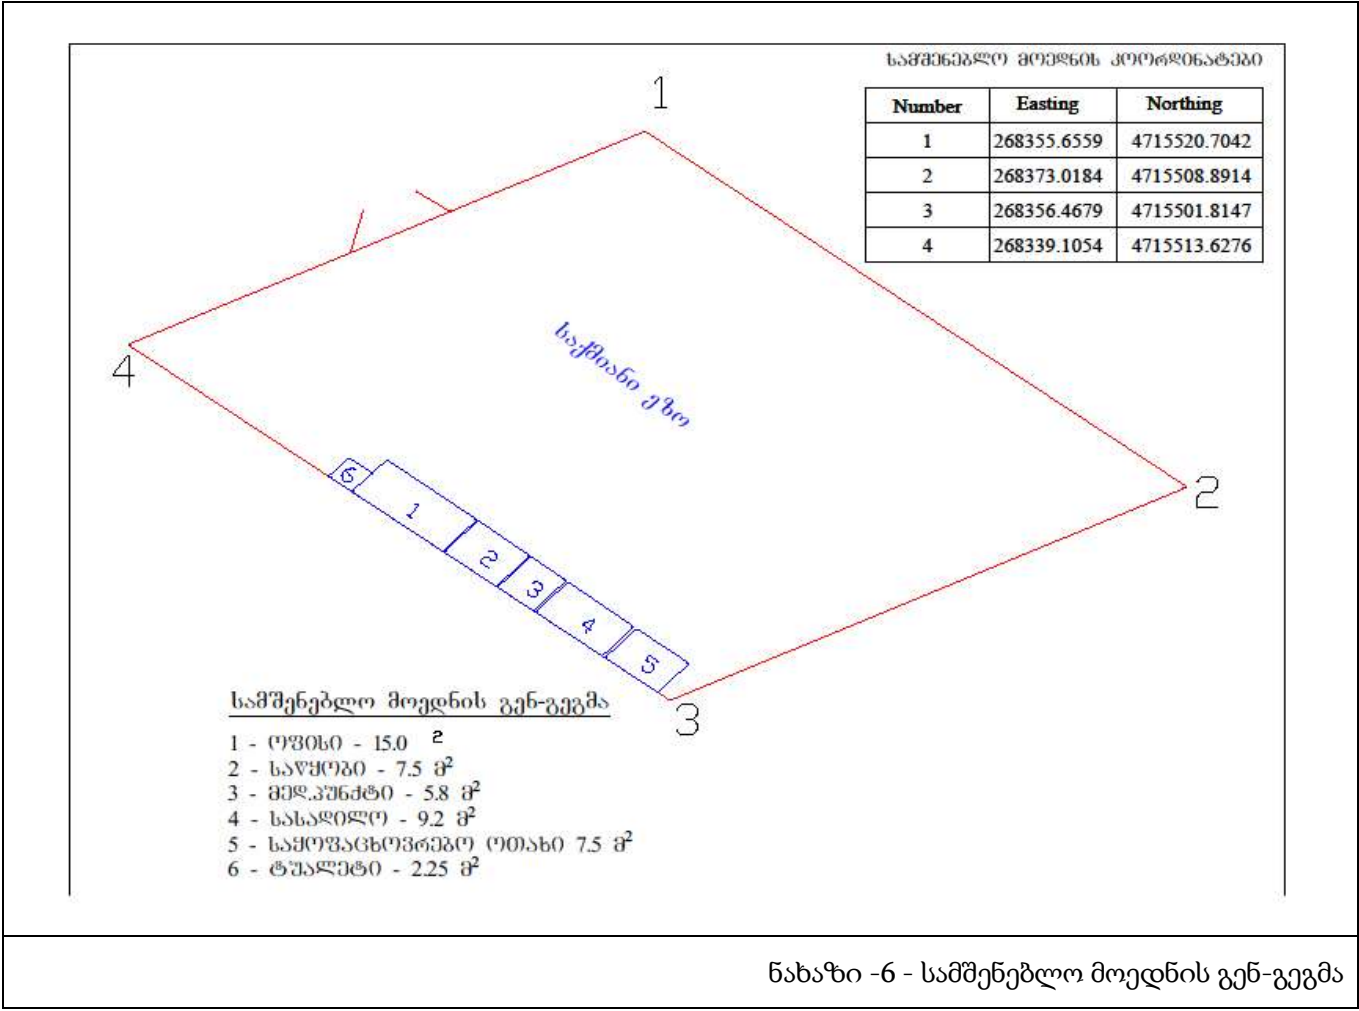 სამშენებლო მოედნის კოორდინატები
Number Easting Northing
1 268355.6559 4715520.7042
2 268373.0184 4715508.8914
3 268356.4679 4715501.8147
4 268339.1054 4715513.6276
1
2
3
4
საქმიანი ეზო
6
1
2
3
4
5
სამშენებლო მოედნის გენ-გეგმა
1 - ოფისი - 15.0 2
2 - საწყობი - 7.5 მ²
3 - მედ.პუნქტი - 5.8 მ²
4 - სასადილო - 9.2 მ²
5 - საყოფაცხოვრებო ოთახი 7.5 მ²
6 - ტუალეტი - 2.25 მ²
ნახაზი -6 - სამშენებლო მოედნის გენ-გეგმა